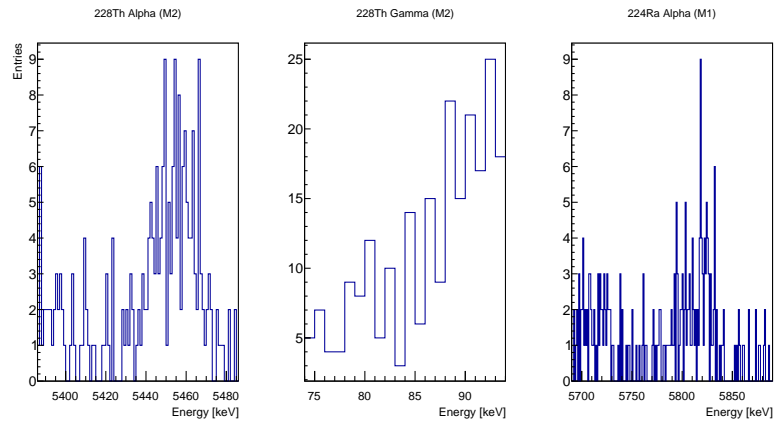 228Th Alpha (M2)
228Th Gamma (M2)
224Ra Alpha (M1)
Entries
9
8
7
6
5
4
3
2
1
0
5400 5420 5440 5460 5480
Energy [keV]
25
20
15
10
5
75 80 85 90
Energy [keV]
9
8
7
6
5
4
3
2
1
0
5700 5750 5800 5850
Energy [keV]